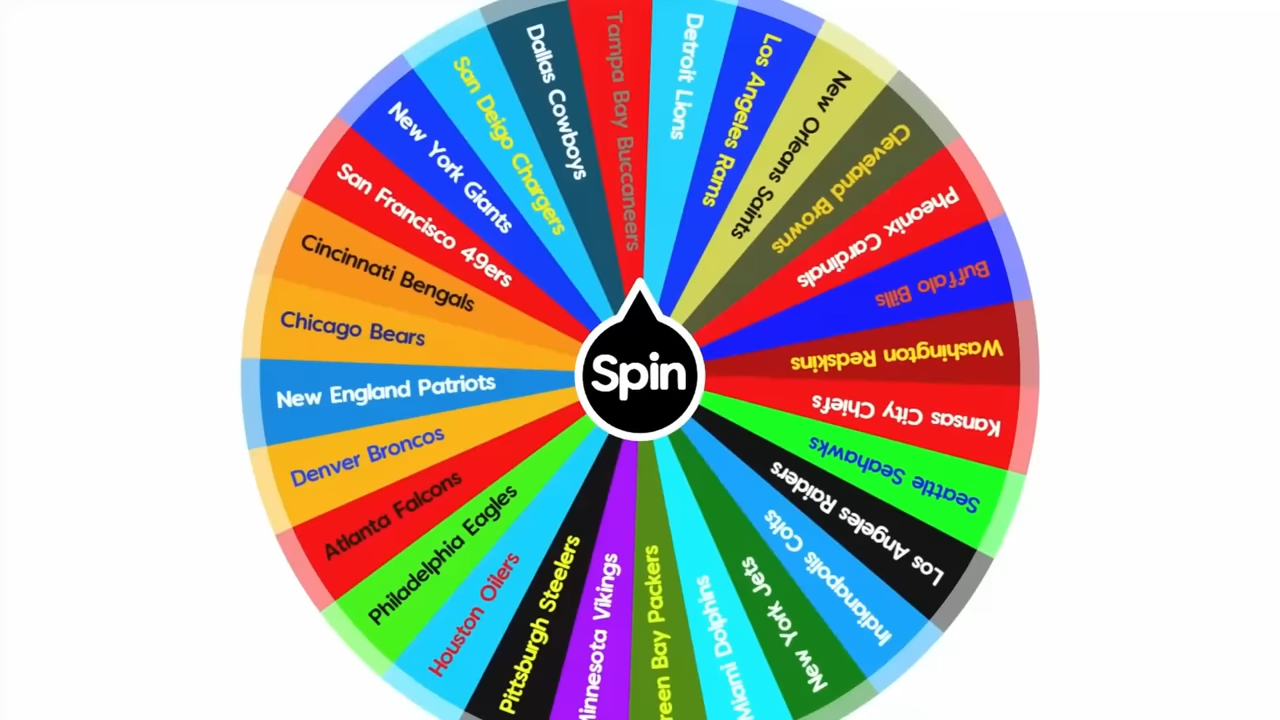 Tampa Bay Buccaneers
Detroit Lions
Los Angeles Rams
New Orleans Saints
Cleveland Browns
Pheonix Cardinals
Buffalo Bills
Washington Redskins
Kansas City Chiefs
Seattle Seahawks
Los Angeles Raiders
Indianapolis Colts
New York Jets
Miami Dolphins
reen Bay Packers
Minnesota Vikings
Pittsburgh Steelers
Houston Oilers
Philadelphia Eagles
Atlanta Falcons
Denver Broncos
New England Patriots
Chicago Bears
Cincinnati Bengals
San Francisco 49ers
New York Giants
San Deigo Chargers
Dallas Cowboys
Spin